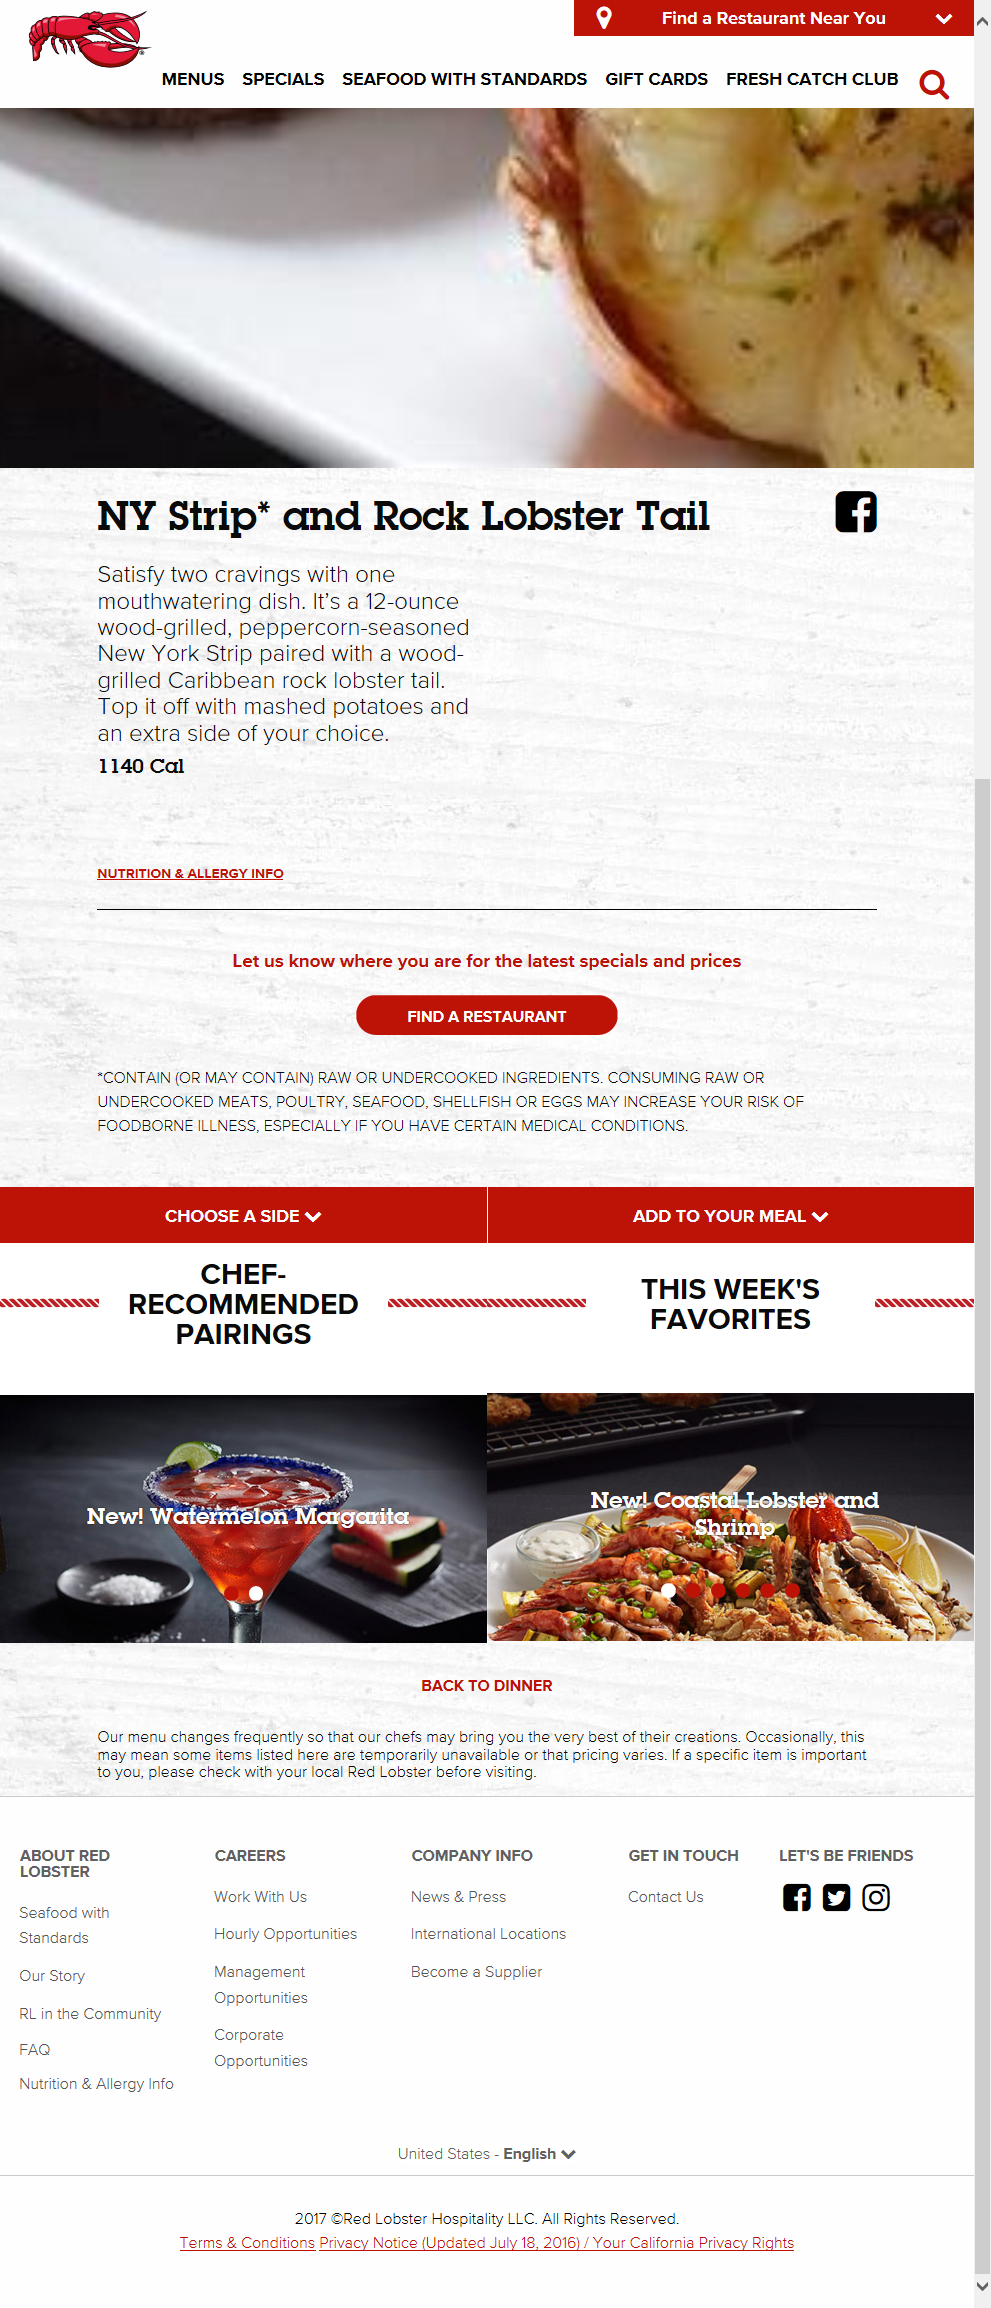 Find a Restaurant Near You
MENUS SPECIALS SEAFOOD WITH STANDARDS GIFT CARDS FRESH CATCH CLUB
NY Strip* and Rock Lobster Tail
Satisfy two cravings with one
mouthwatering dish. It's a 12-ounce
wood-grilled, peppercorn-seasoned
New York Strip paired with a wood-
grilled Caribbean rock lobster tail.
Top it off with mashed potatoes and
an extra side of your choice.
1140 Cal
NUTRITION & ALLERGY INFO
Let us know where you are for the latest specials and prices
FIND A RESTAURANT
*CONTAIN (OR MAY CONTAIN) RAW OR UNDERCOOKED INGREDIENTS. CONSUMING RAW OR
UNDERCOOKED MEATS, POULTRY, SEAFOOD, SHELLFISH OR EGGS MAY INCREASE YOUR RISK OF
FOODBORNE ILLNESS, ESPECIALLY IF YOU HAVE CERTAIN MEDICAL CONDITIONS.
CHOOSE A SIDE
ADD TO YOUR MEAL
CHEF-
RECOMMENDED
PAIRINGS
THIS WEEK'S
FAVORITES
New! Watermelon Margarita
New! Coastal Lobster and
Shrimp
BACK TO DINNER
Our menu changes frequently so that our chefs may bring you the very best of their creations. Occasionally, this
may mean some items listed here are temporarily unavailable or that pricing varies. If a specific item is important
to you, please check with your local Red Lobster before visiting.
ABOUT RED
LOBSTER
Seafood with
Standards
Our Story
RL in the Community
FAQ
Nutrition & Allergy Info
CAREERS
Work With Us
Hourly Opportunities
Management
Opportunities
Corporate
Opportunities
COMPANY INFO
News & Press
International Locations
Become a Supplier
GET IN TOUCH
Contact Us
LET'S BE FRIENDS
United States - English
2017 ©Red Lobster Hospitality LLC. All Rights Reserved.
Terms & Conditions Privacy Notice (Updated July 18, 2016) / Your California Privacy Rights